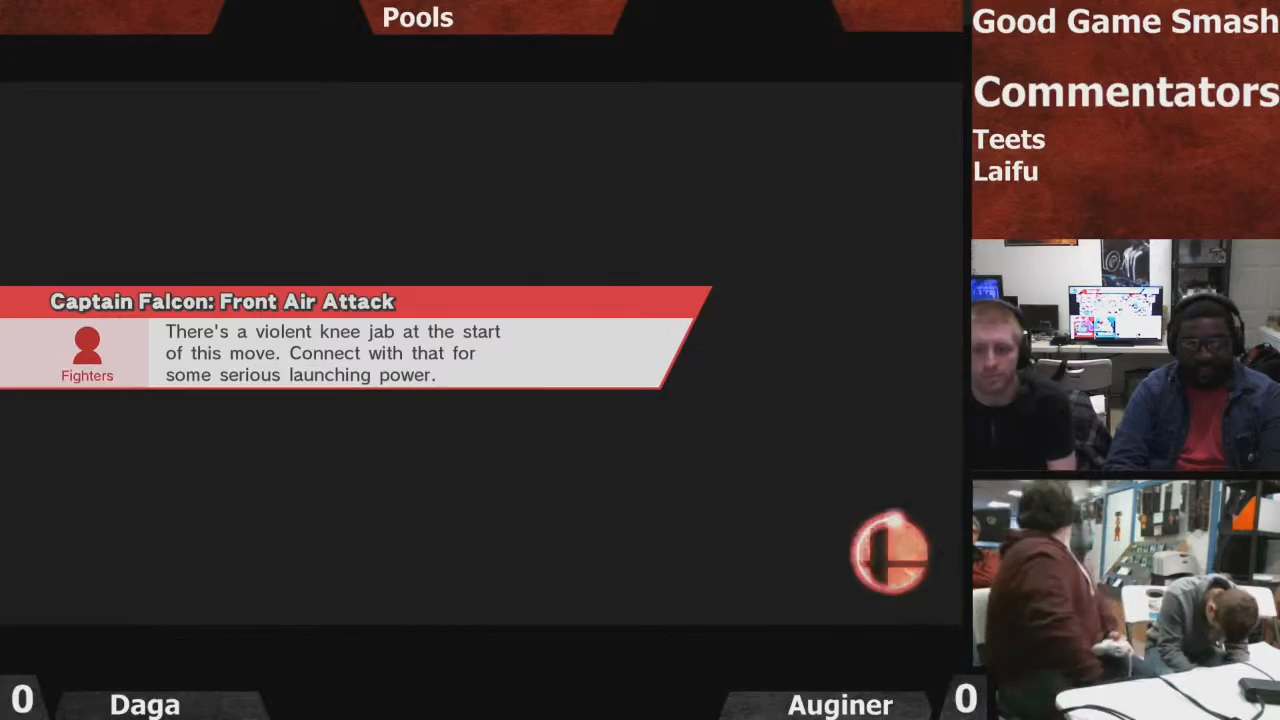 Pools
Good Game Smash
Commentators
Teets
Laifu
Captain Falcon: Front Air Attack
Fighters
There's a violent knee jab at the start
of this move. Connect with that for
some serious launching power.
0
Daga
Auginer
0